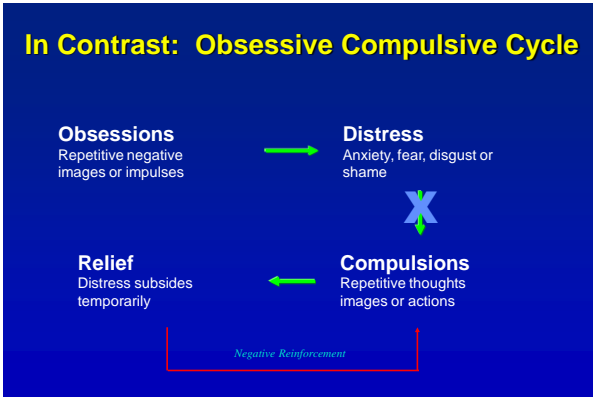 In Contrast: Obsessive Compulsive Cycle
Obsessions
Repetitive negative
images or impulses
Distress
Anxiety, fear, disgust or
shame
X
Relief
Distress subsides
temporarily
Compulsions
Repetitive thoughts
images or actions
Negative Reinforcement